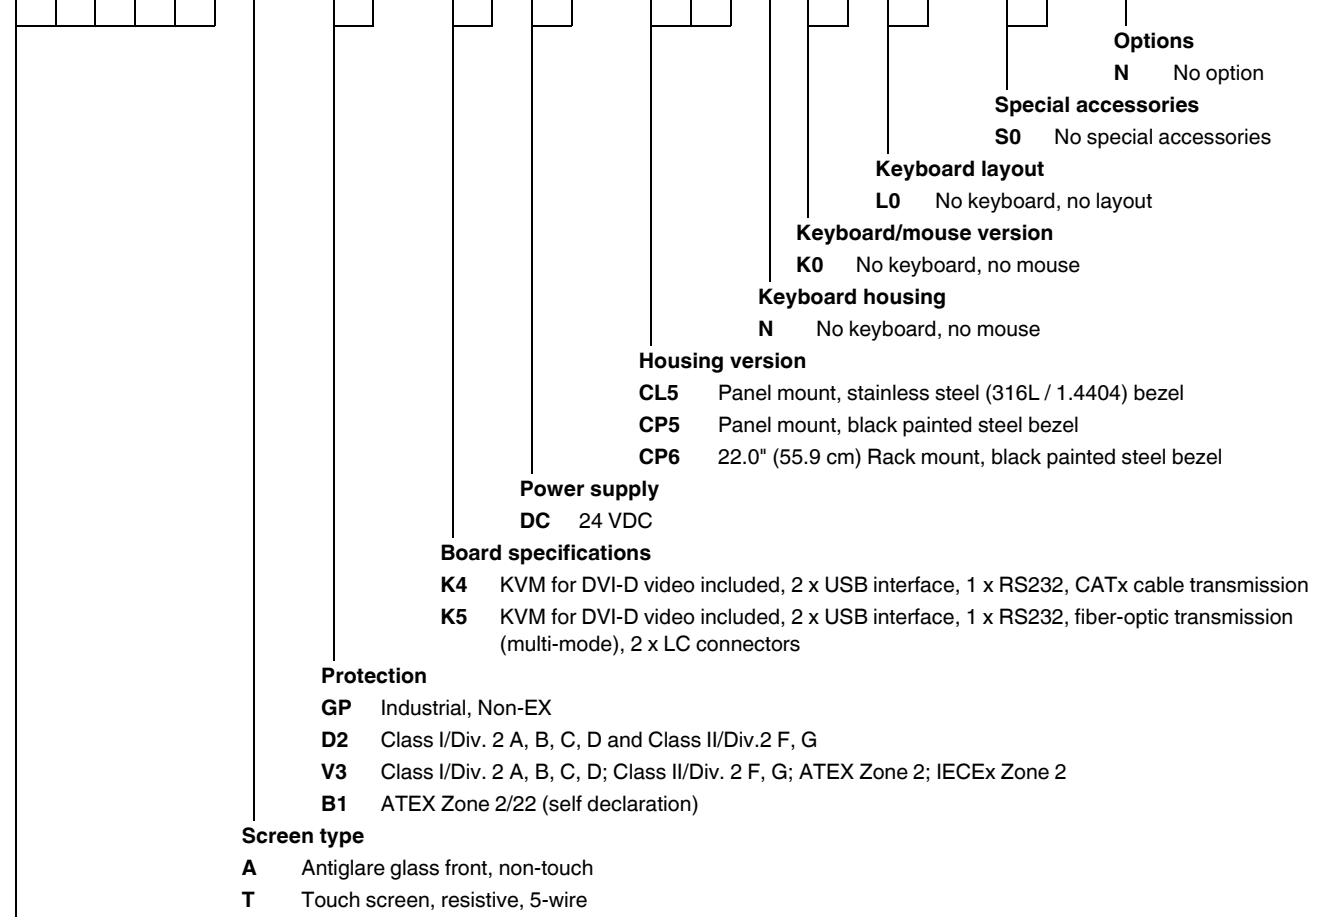 Options
N No option
Special accessories
S0 No special accessories
Keyboard layout
L0 No keyboard, no layout
Keyboard/mouse version
K0 No keyboard, no mouse
Keyboard housing
N No keyboard, no mouse
Housing version
CL5 Panel mount, stainless steel (316L / 1.4404) bezel
CP5 Panel mount, black painted steel bezel
CP6 22.0" (55.9 cm) Rack mount, black painted steel bezel
Power supply
DC 24 VDC
Board specifications
K4 KVM for DVI-D video included, 2 x USB interface, 1 x RS232, CATx cable transmission
K5 KVM for DVI-D video included, 2 x USB interface, 1 x RS232, fiber-optic transmission
(multi-mode), 2 x LC connectors
Protection
GP Industrial, Non-EX
D2 Class I/Div. 2 A, B, C, D and Class II/Div.2 F, G
V3 Class I/Div. 2 A, B, C, D; Class II/Div. 2 F, G; ATEX Zone 2; IECEx Zone 2
B1 ATEX Zone 2/22 (self declaration)
Screen type
A Antiglare glass front, non-touch
T Touch screen, resistive, 5-wire